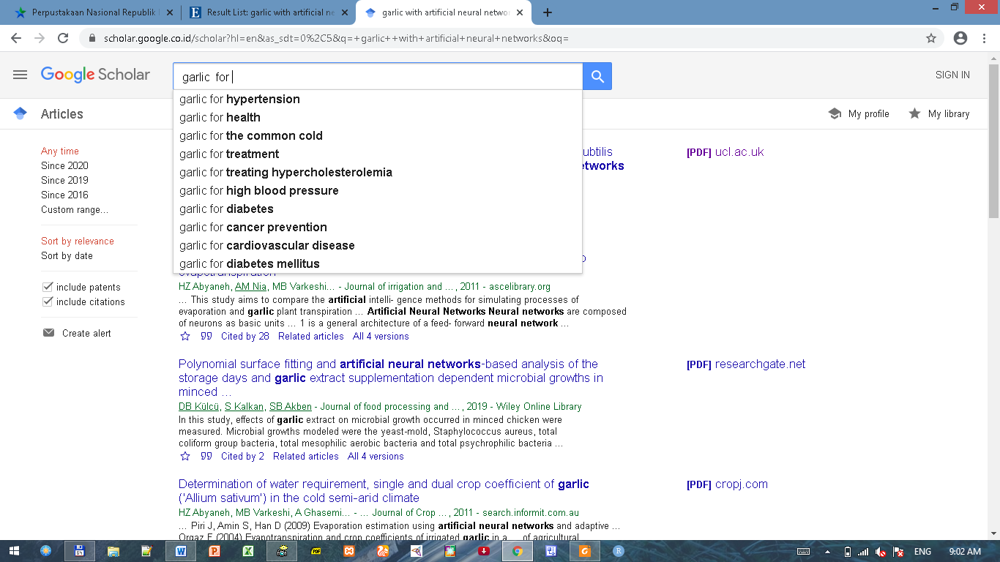 Perpustakaan Nasional Republik
Result List: garlic with artificial ne
garlic with artificial neural networ
scholar.google.co.id/scholar?hl=en&as_sdt=0%2C5&q=+garlic++with+artificial+neural+networks&oq=
Google Scholar
garlic for
SIGN IN
garlic for hypertension
garlic for health
garlic for the common cold
garlic for treatment
garlic for treating hypercholesterolemia
garlic for high blood pressure
garlic for diabetes
garlic for cancer prevention
garlic for cardiovascular disease
garlic for diabetes mellitus
Articles
My profile
My library
Any time
Since 2020
Since 2019
Since 2016
Custom range...
Sort by relevance
Sort by date
include patents
include citations
Create alert
ubtilis
etworks
[PDF] ucl.ac.uk
HZ Abyaneh, AM Nia, MB Varkeshi... - Journal of irrigation and ..., 2011 - ascelibrary.org
... This study aims to compare the artificial intelli- gence methods for simulating processes of
evaporation and garlic plant transpiration ... Artificial Neural Networks Neural networks are composed
of neurons as basic units ... 1 is a general architecture of a feed- forward neural network ...
Cited by 28 Related articles All 4 versions
Polynomial surface fitting and artificial neural networks-based analysis of the
storage days and garlic extract supplementation dependent microbial growths in
minced ...
[PDF] researchgate.net
DB Külcü, S Kalkan, SB Akben - Journal of food processing and ..., 2019 - Wiley Online Library
In this study, effects of garlic extract on microbial growth occurred in minced chicken were
measured. Microbial growths modeled were the yeast-mold, Staphylococcus aureus, total
coliform group bacteria, total mesophilic aerobic bacteria and total psychrophilic bacteria ...
Cited by 2 Related articles All 4 versions
Determination of water requirement, single and dual crop coefficient of garlic
('Allium sativum') in the cold semi-arid climate
[PDF] cropj.com
HZ Abyaneh, MB Varkeshi, A Ghasemi... - ... Journal of Crop ..., 2011 - search.informit.com.au
... Piri J, Amin S, Han D (2009) Evaporation estimation using artificial neural networks and adaptive ...
Orgaz F (2004) Evapotranspiration and crop coefficients of irrigated garlic in a ... of agricultural
ENG
9:02 AM